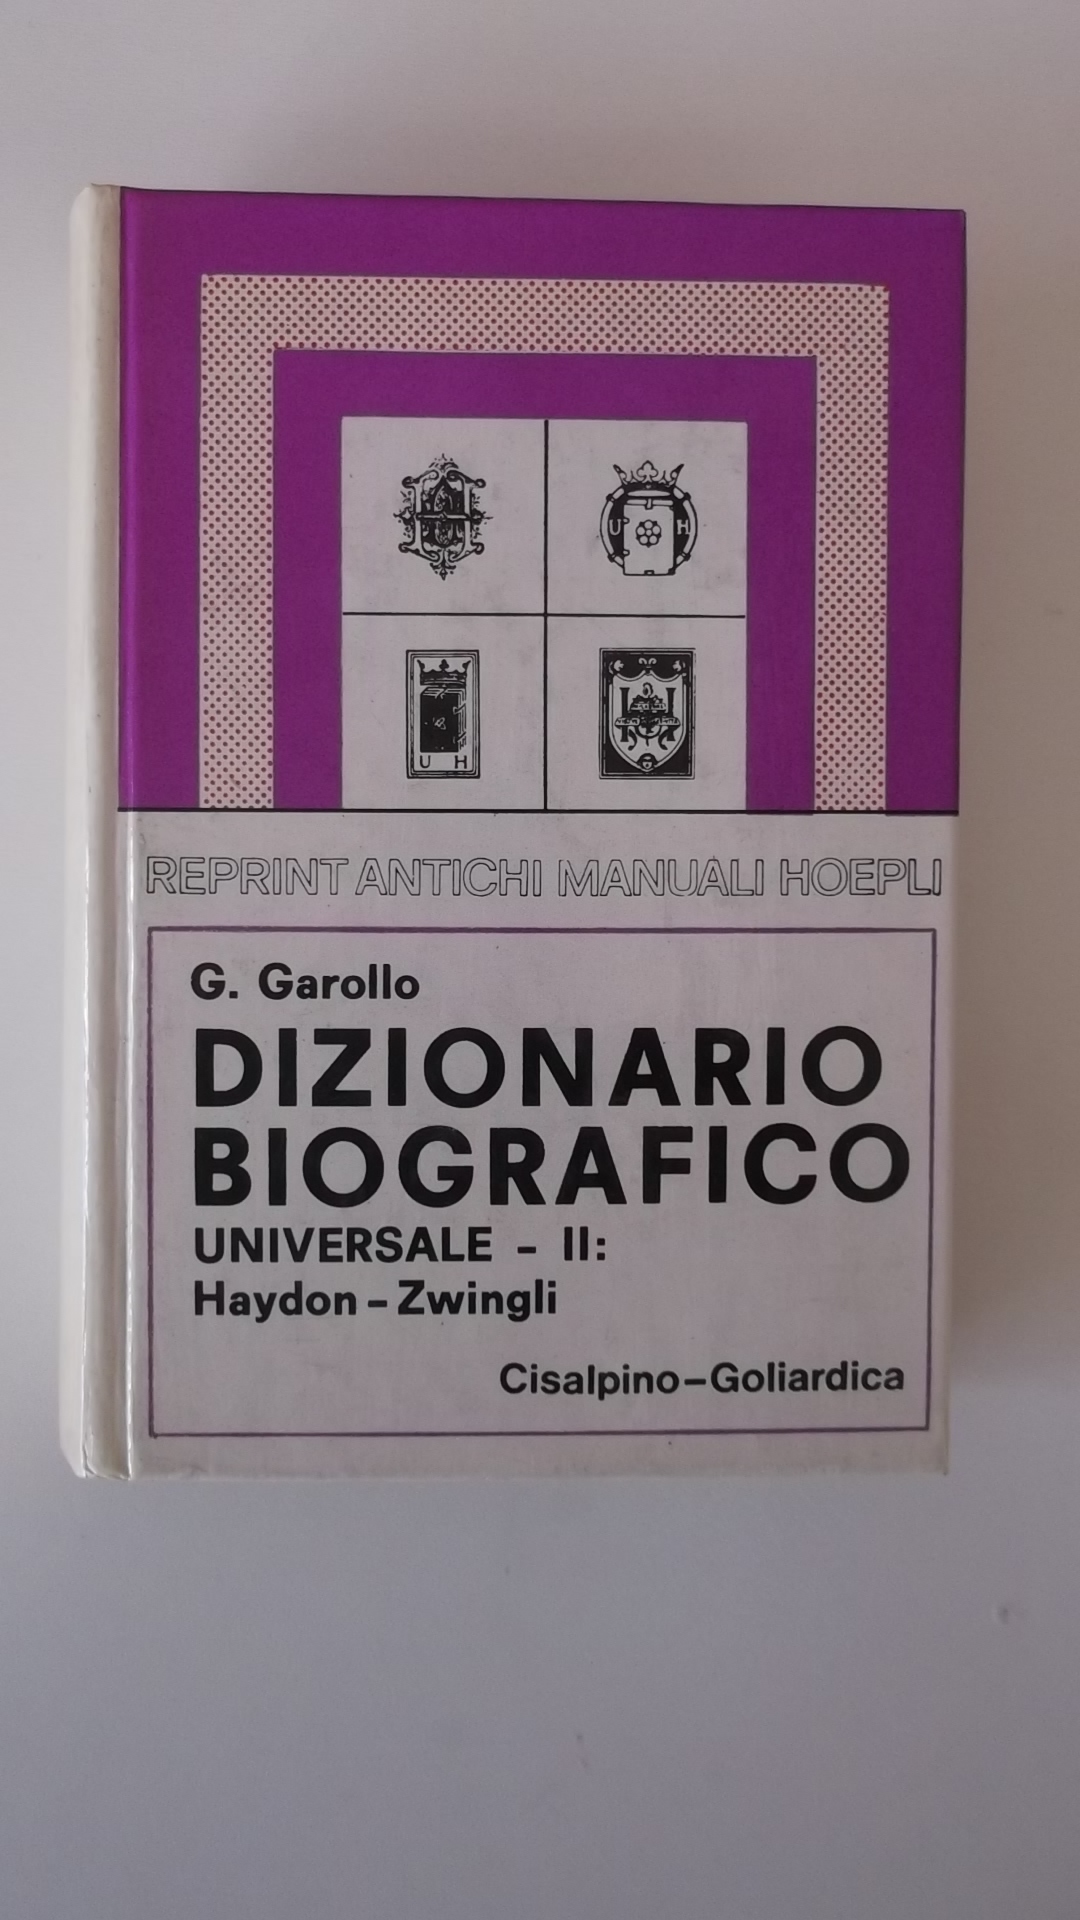 U H
U H
REPRINT ANTICHI MANUALI HOEPLI
G. Garollo
DIZIONARIO
BIOGRAFICO
UNIVERSALE - II:
Haydon - Zwingli
Cisalpino-Goliardica